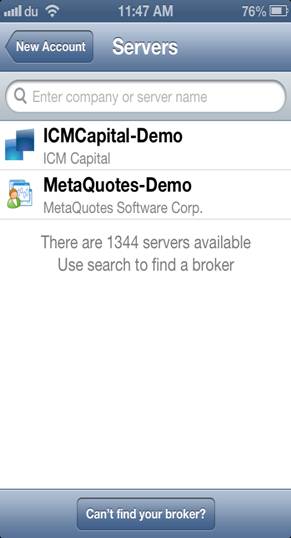 du 11:47 AM 76%
New Account Servers
Enter company or server name
ICMCapital-Demo
ICM Capital
MetaQuotes-Demo
MetaQuotes Software Corp.
There are 1344 servers available
Use search to find a broker
Can't find your broker?